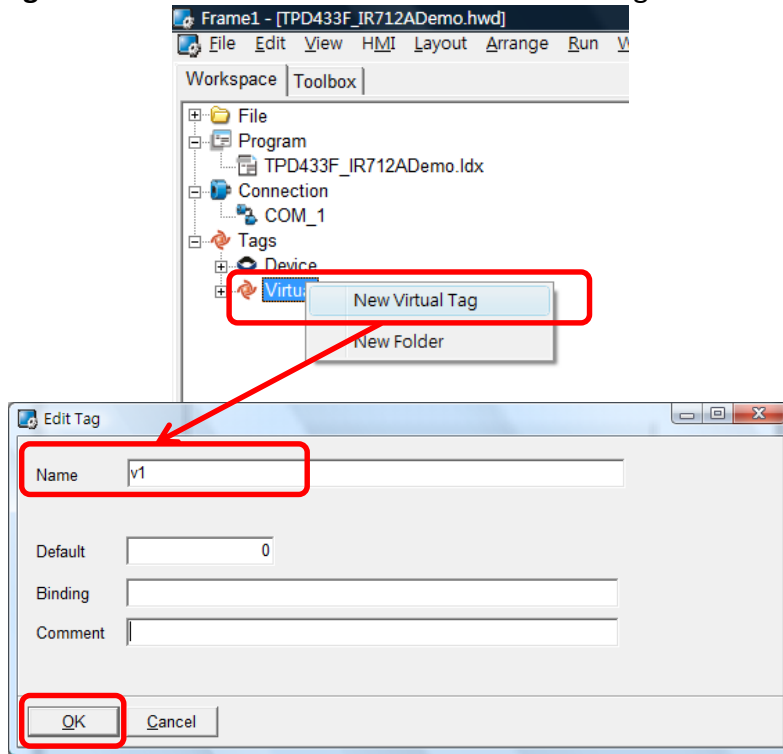 Frame1 - [TPD433F_IR712ADemo.hwd]
File Edit View HMI Layout Arrange Run
Workspace Toolbox
File
Program
TPD433F_IR712ADemo.ldx
Connection
COM_1
Tags
Device
Virtu
New Virtual Tag
New Folder
Edit Tag
Name v1
Default 0
Binding
Comment
OK Cancel